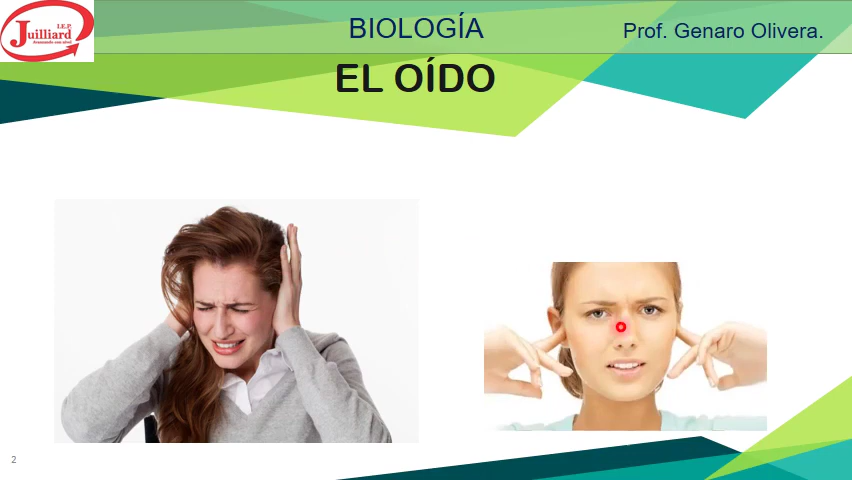 I.E.P.
Juilliard
BIOLOGÍA
Prof. Genaro Olivera.
EL OÍDO
2